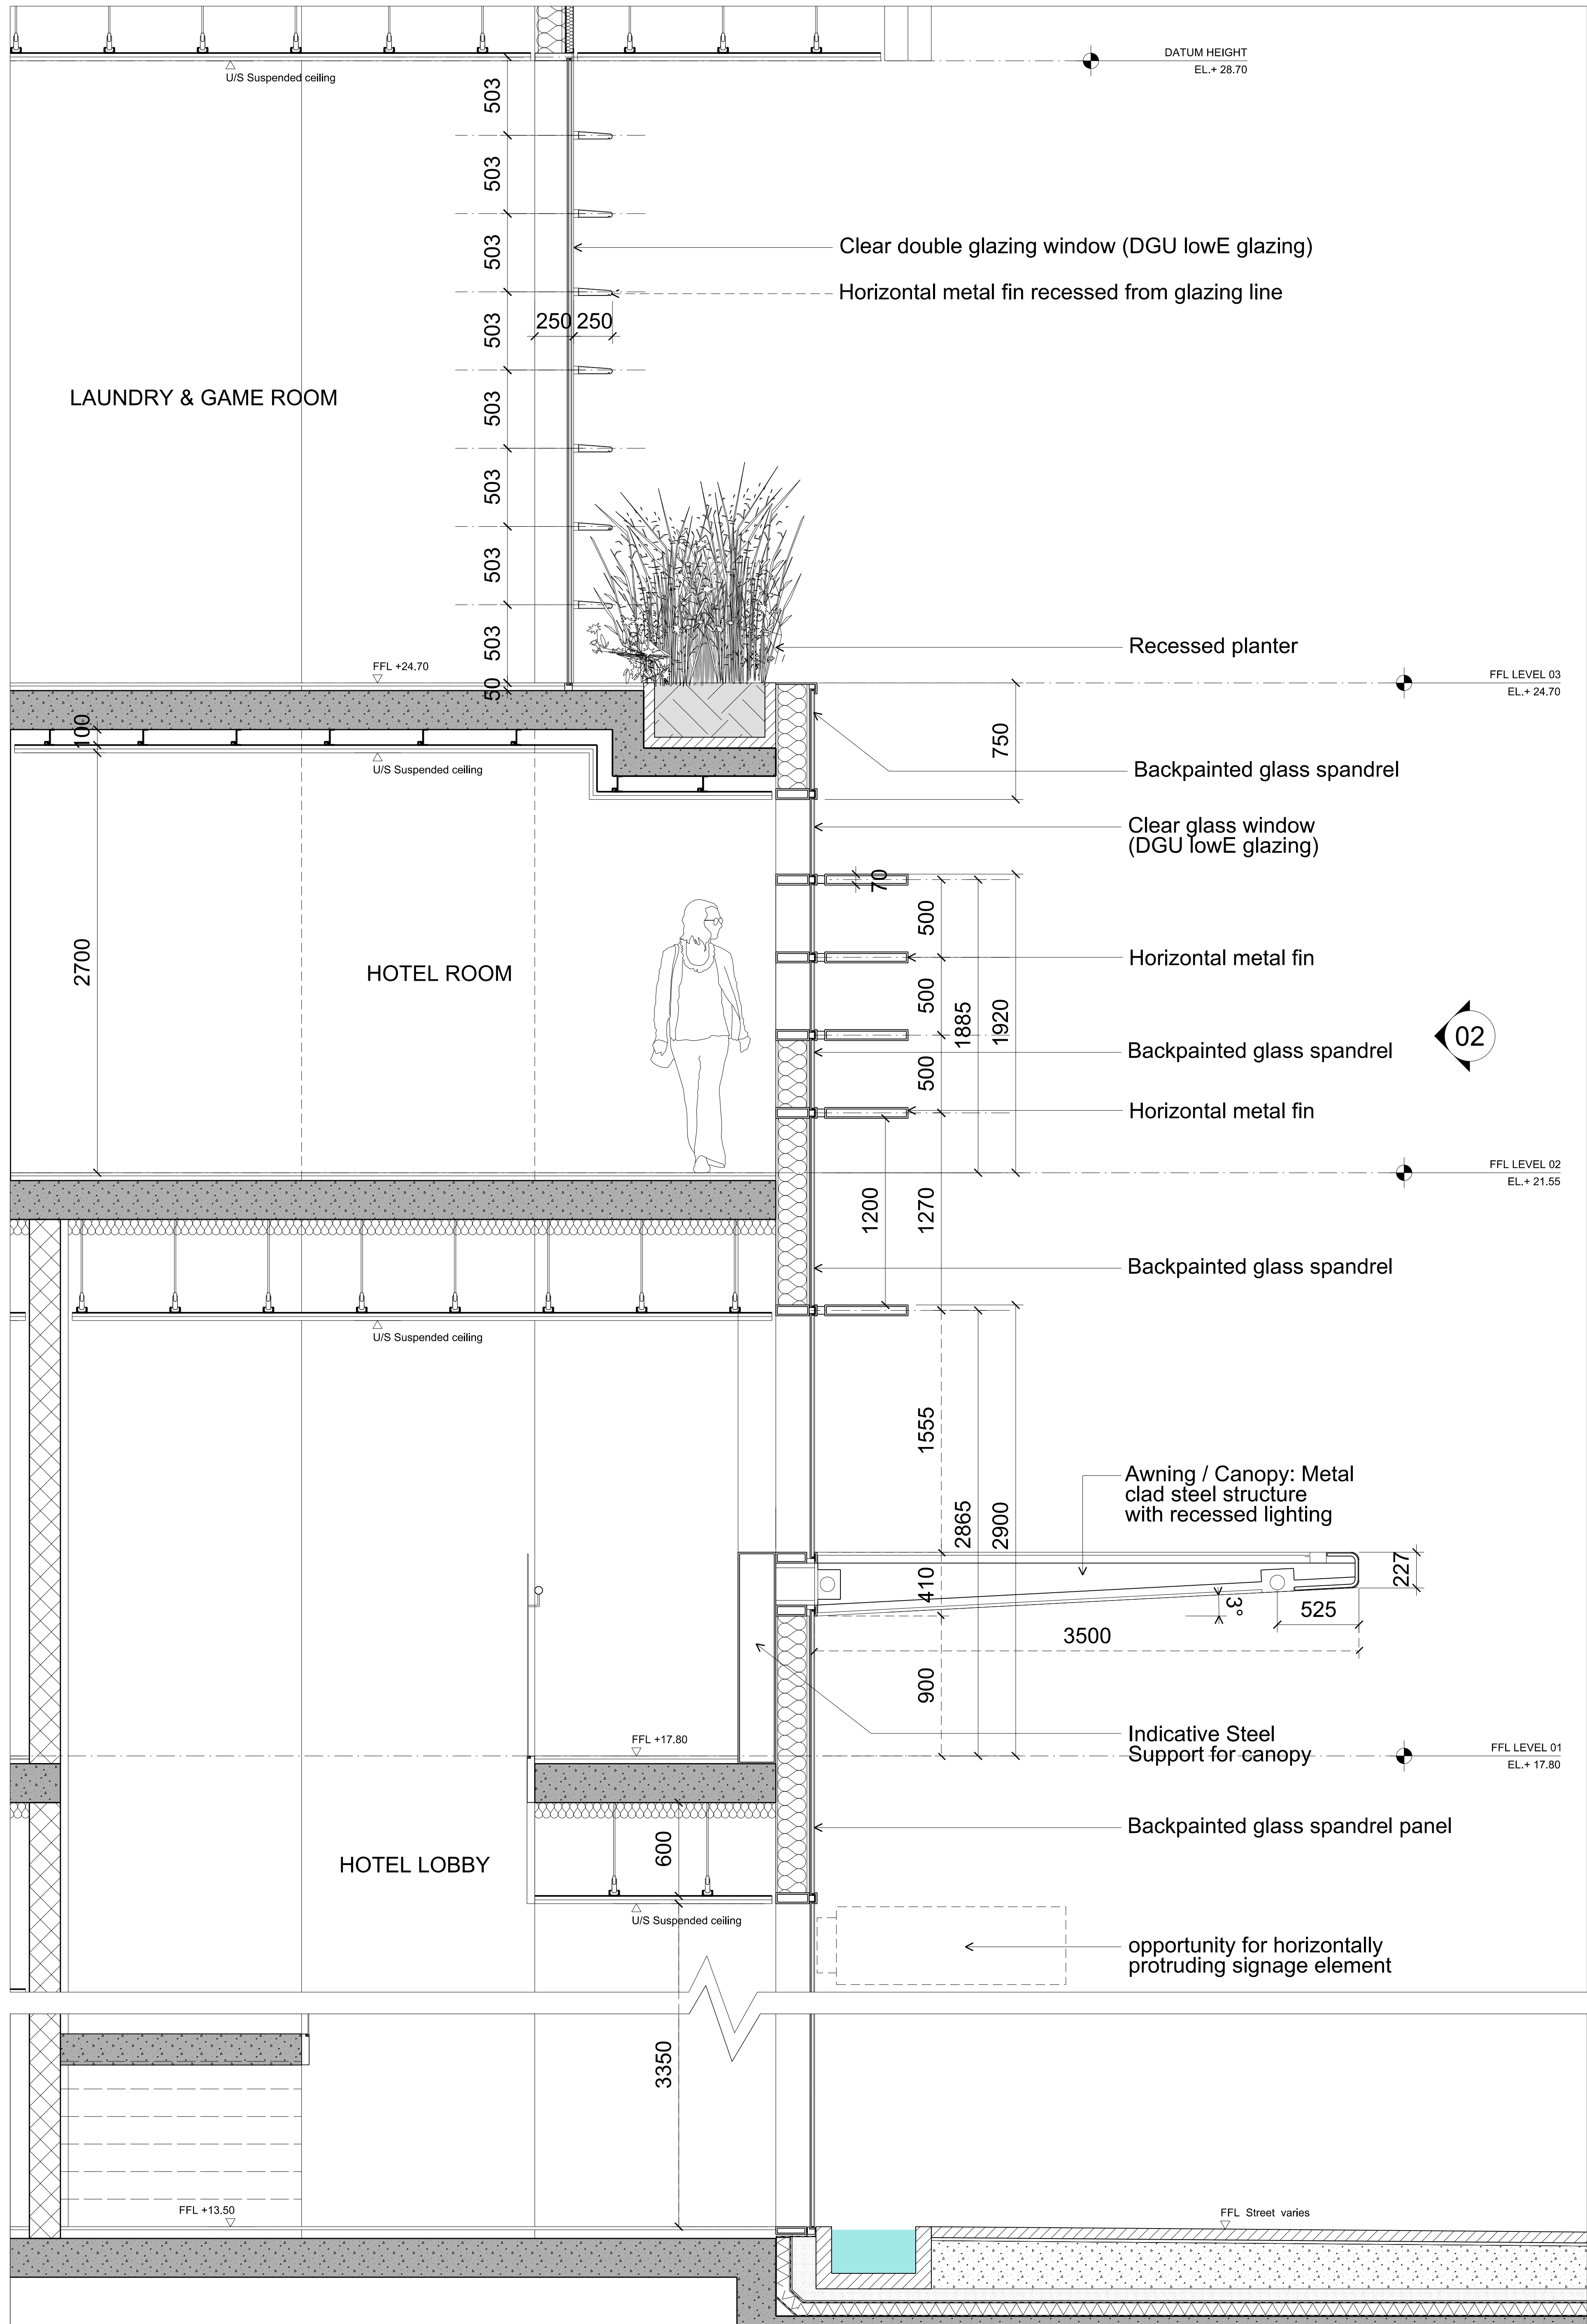 DATUM HEIGHT
EL.+ 28.70
U/S Suspended ceiling
503
503
503
503
503
503
503
503
50
250
250
Clear double glazing window (DGU lowE glazing)
Horizontal metal fin recessed from glazing line
LAUNDRY & GAME ROOM
Recessed planter
FFL +24.70
FFL LEVEL 03
EL.+ 24.70
100
750
U/S Suspended ceiling
Backpainted glass spandrel
Clear glass window
(DGU lowE glazing)
70
500
2700
HOTEL ROOM
Horizontal metal fin
500
1885
1920
02
Backpainted glass spandrel
500
Horizontal metal fin
FFL LEVEL 02
EL.+ 21.55
1200
1270
Backpainted glass spandrel
U/S Suspended ceiling
1555
Awning / Canopy: Metal
clad steel structure
with recessed lighting
2865
2900
410
227
3°
525
3500
900
Indicative Steel
Support for canopy
FFL +17.80
FFL LEVEL 01
EL.+ 17.80
Backpainted glass spandrel panel
600
HOTEL LOBBY
U/S Suspended ceiling
opportunity for horizontally
protruding signage element
3350
FFL +13.50
FFL Street varies